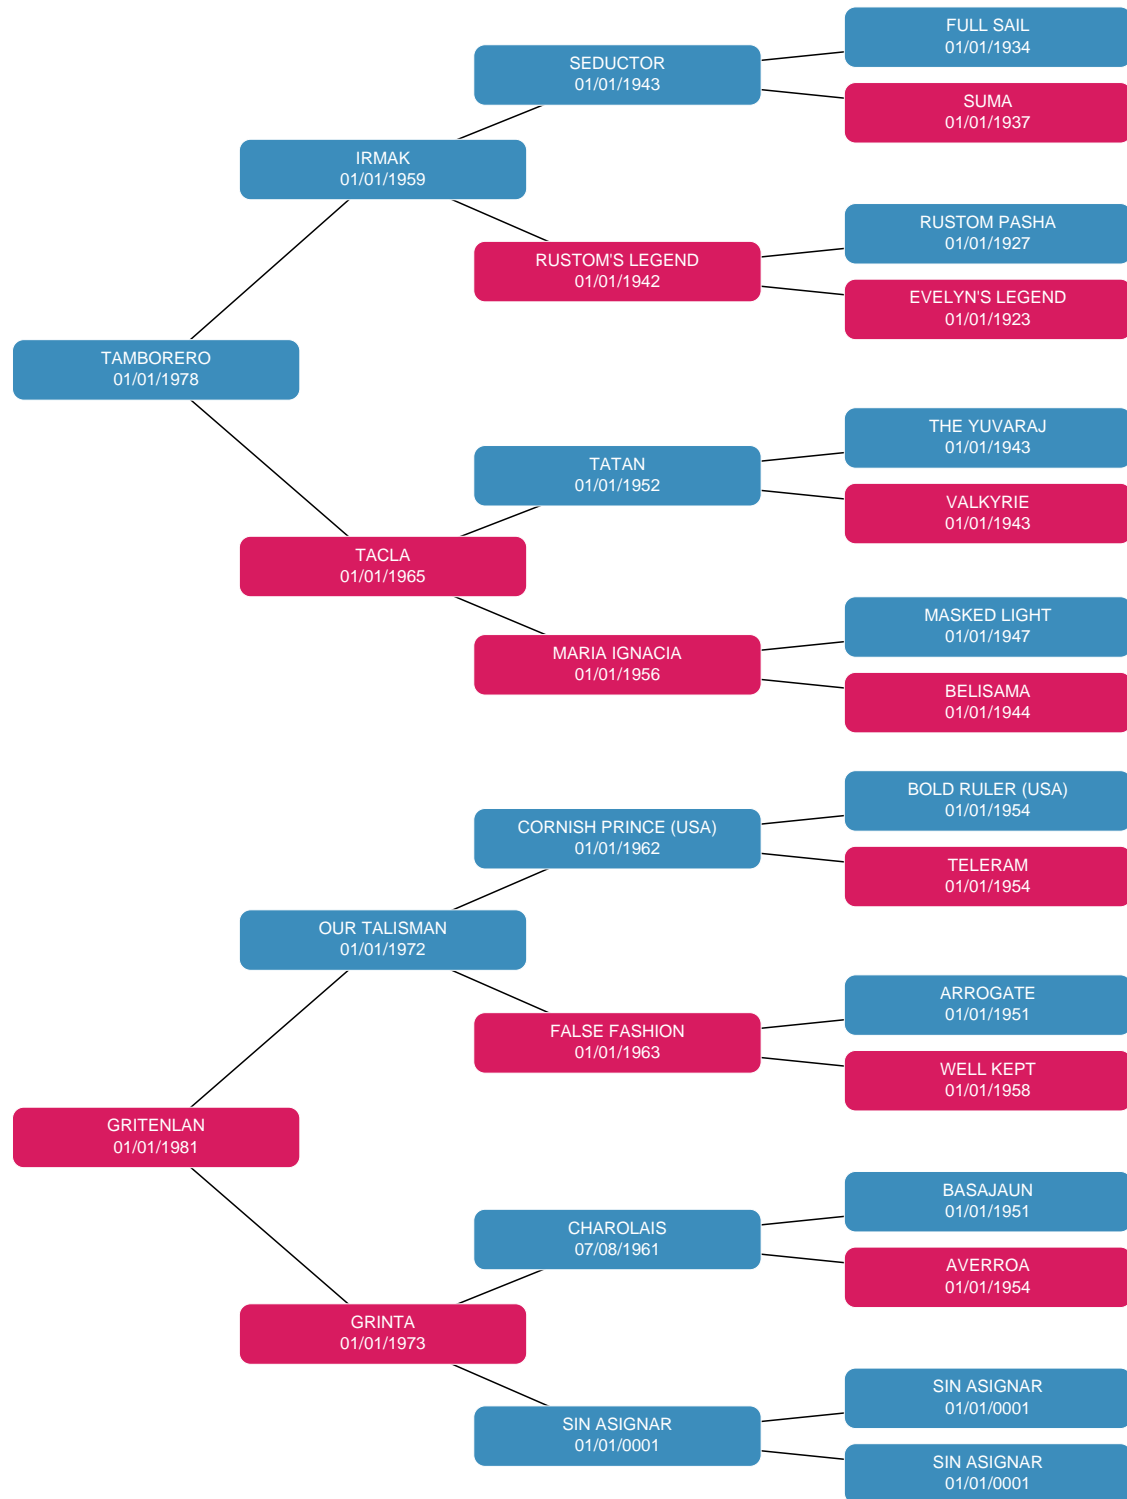 FULL SAIL
01/01/1934
SEDUCTOR
01/01/1943
SUMA
01/01/1937
IRMAK
01/01/1959
RUSTOM PASHA
01/01/1927
RUSTOM'S LEGEND
01/01/1942
EVELYN'S LEGEND
01/01/1923
TAMBORERO
01/01/1978
THE YUVARAJ
01/01/1943
TATAN
01/01/1952
VALKYRIE
01/01/1943
TACLA
01/01/1965
MASKED LIGHT
01/01/1947
MARIA IGNACIA
01/01/1956
BELISAMA
01/01/1944
BOLD RULER (USA)
01/01/1954
CORNISH PRINCE (USA)
01/01/1962
TELERAM
01/01/1954
OUR TALISMAN
01/01/1972
ARROGATE
01/01/1951
FALSE FASHION
01/01/1963
WELL KEPT
01/01/1958
GRITENLAN
01/01/1981
BASAJAUN
01/01/1951
CHAROLAIS
07/08/1961
AVERROA
01/01/1954
GRINTA
01/01/1973
SIN ASIGNAR
01/01/0001
SIN ASIGNAR
01/01/0001
SIN ASIGNAR
01/01/0001